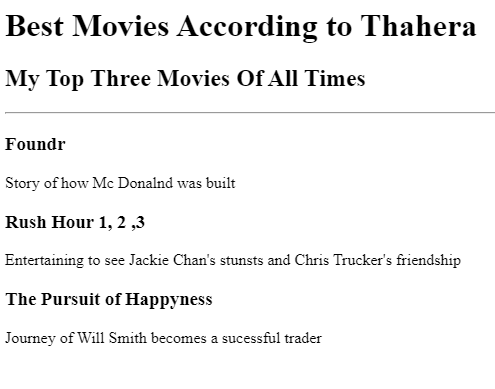 Best Movies According to Thahera
My Top Three Movies Of All Times
Foundr
Story of how Mc Donalnd was built
Rush Hour 1, 2 ,3
Entertaining to see Jackie Chan's stunsts and Chris Trucker's friendship
The Pursuit of Happyness
Journey of Will Smith becomes a sucessful trader